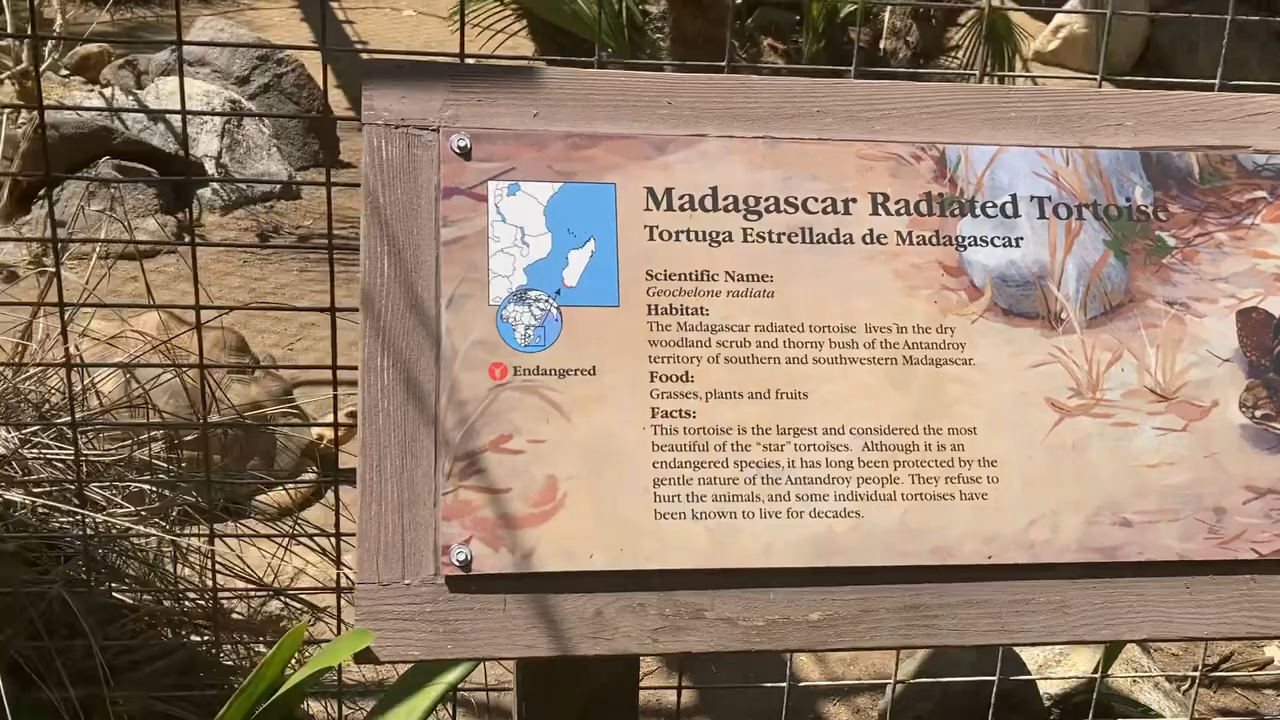 Madagascar Radiated Tortoise
Tortuga Estrellada de Madagascar
Scientific Name:
Geochelone radiata
Habitat:
The Madagascar radiated tortoise lives in the dry
woodland scrub and thorny bush of the Antandroy
territory of southern and southwestern Madagascar.
Food:
Grasses, plants and fruits
Facts:
This tortoise is the largest and considered the most
beautiful of the "star" tortoises. Although it is an
endangered species, it has long been protected by the
gentle nature of the Antandroy people. They refuse to
hurt the animals, and some individual tortoises have
been known to live for decades.
Endangered